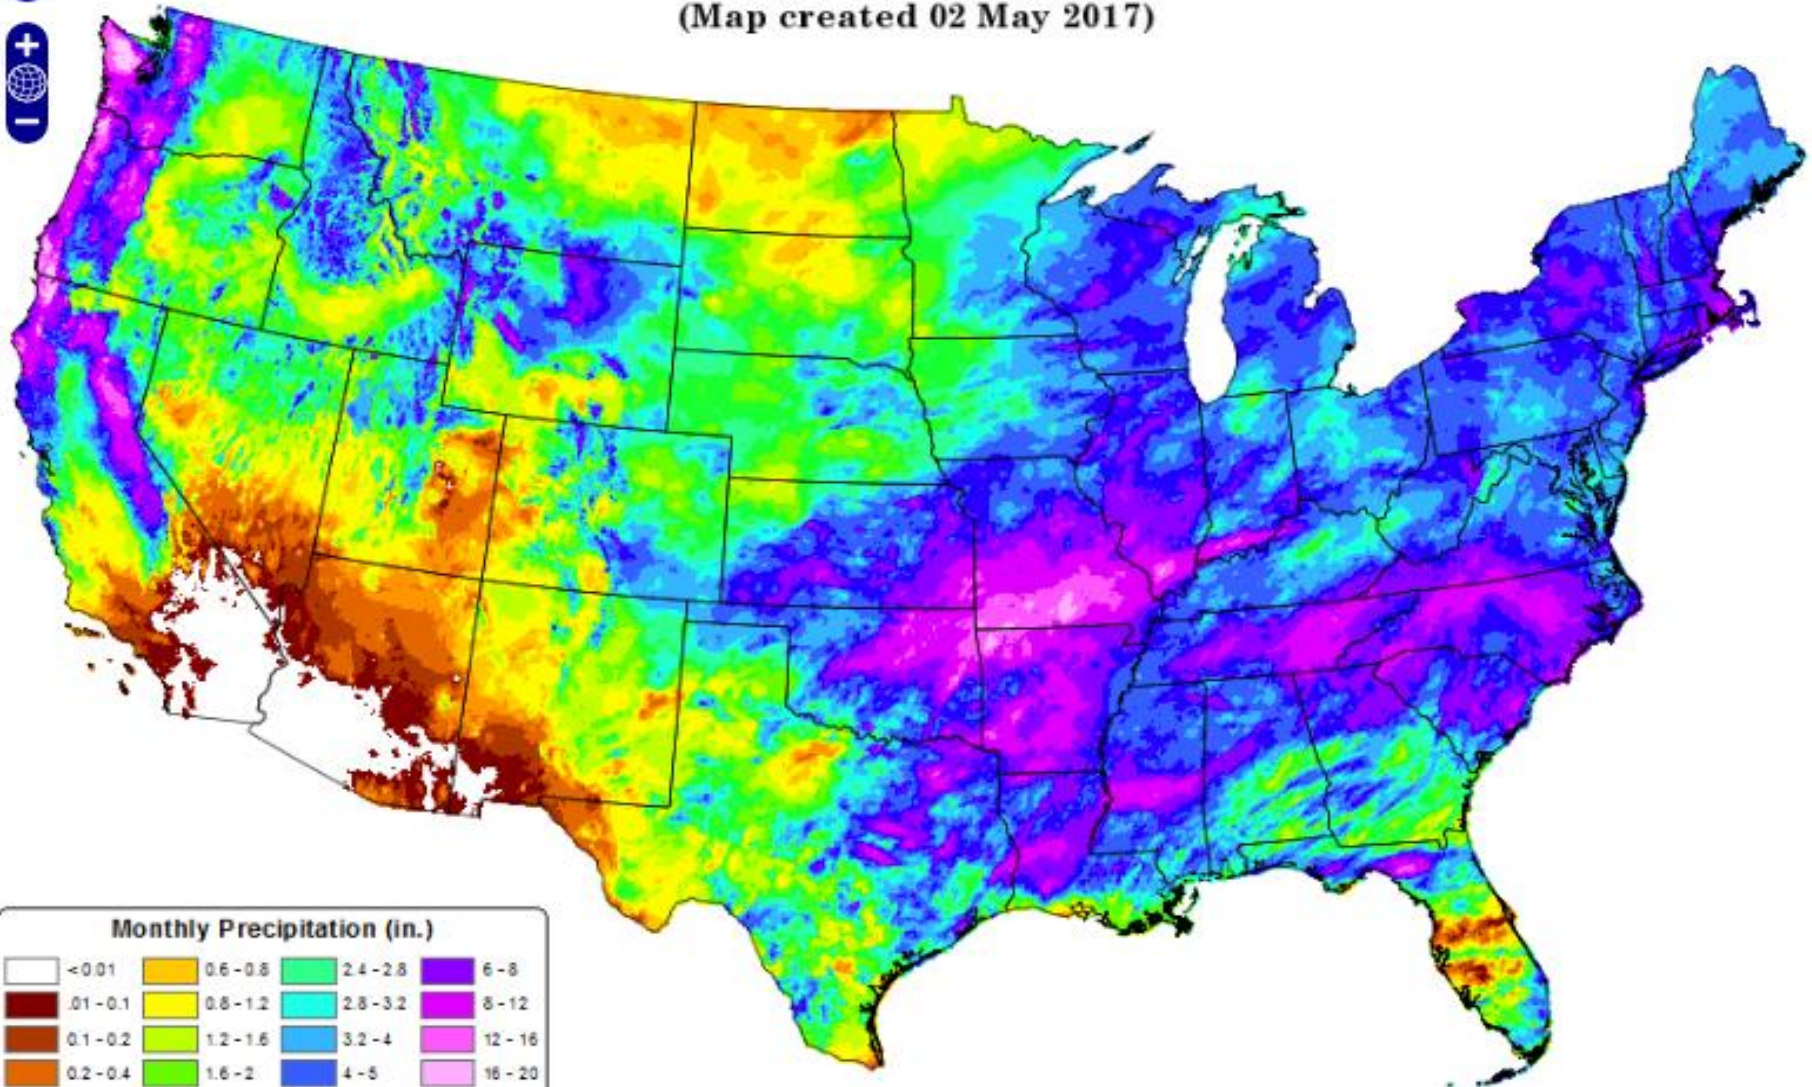 (Map created 02 May 2017)
Monthly Precipitation (in.)
<0.01 0.6 - 0.8 2.4 - 2.8 6 - 8
.01 - 0.1 0.8 - 1.2 2.8 - 3.2 8 - 12
0.1 - 0.2 1.2 - 1.6 3.2 - 4 12 - 16
0.2 - 0.4 1.6 - 2 4 - 5 16 - 20